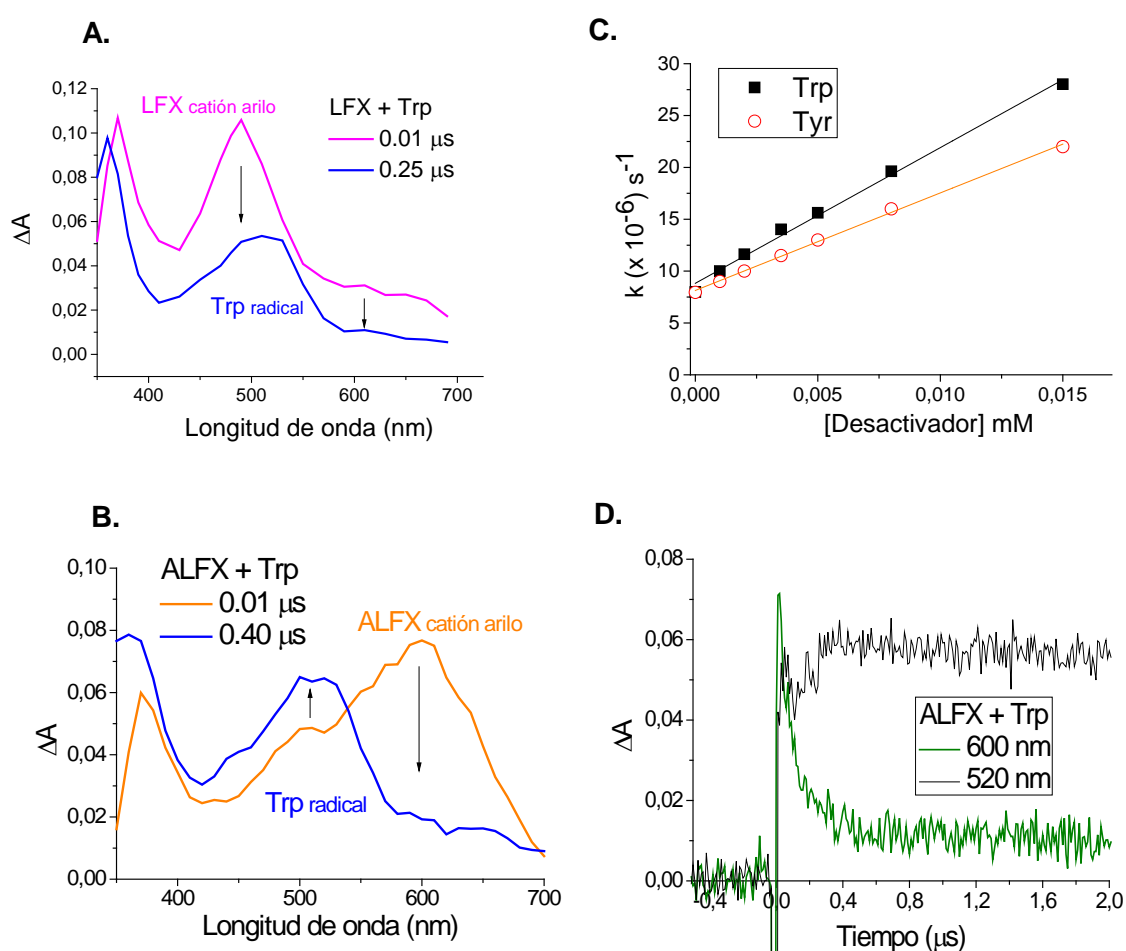 A.
0,12
0,10
0,08
0,06
0,04
0,02
0,00
ΔA
LFX catión arilo
LFX + Trp
0.01 µs
0.25 µs
Trp radical
400
500
600
700
Longitud de onda (nm)
C.
30
25
20
15
10
5
0
k (x 10⁻⁶) s⁻¹
Trp
Tyr
0,000
0,005
0,010
0,015
[Desactivador] mM
B.
0,10
0,08
0,06
0,04
0,02
0,00
ΔA
ALFX + Trp
0.01 µs
0.40 µs
ALFX catión arilo
Trp radical
400
500
600
700
Longitud de onda (nm)
D.
0,08
0,06
0,04
0,02
0,00
ΔA
ALFX + Trp
600 nm
520 nm
-0,4
0,0
0,4
0,8
1,2
1,6
2,0
Tiempo (µs)